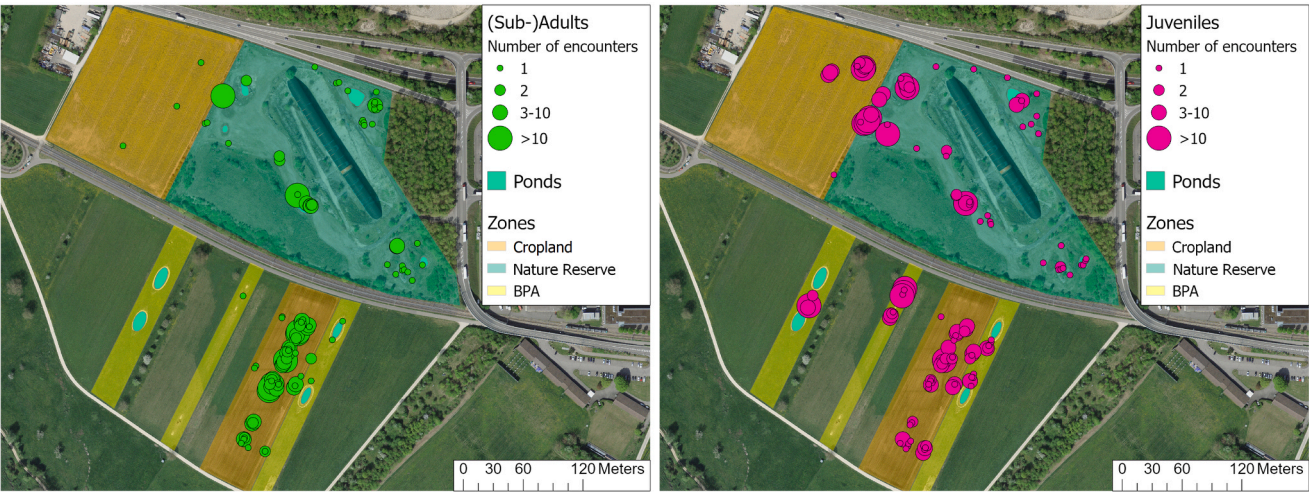 (Sub-)Adults
Number of encounters
1
2
3-10
>10
Ponds
Zones
Cropland
Nature Reserve
BPA
0 30 60 120 Meters
Juveniles
Number of encounters
1
2
3-10
>10
Ponds
Zones
Cropland
Nature Reserve
BPA
0 30 60 120 Meters